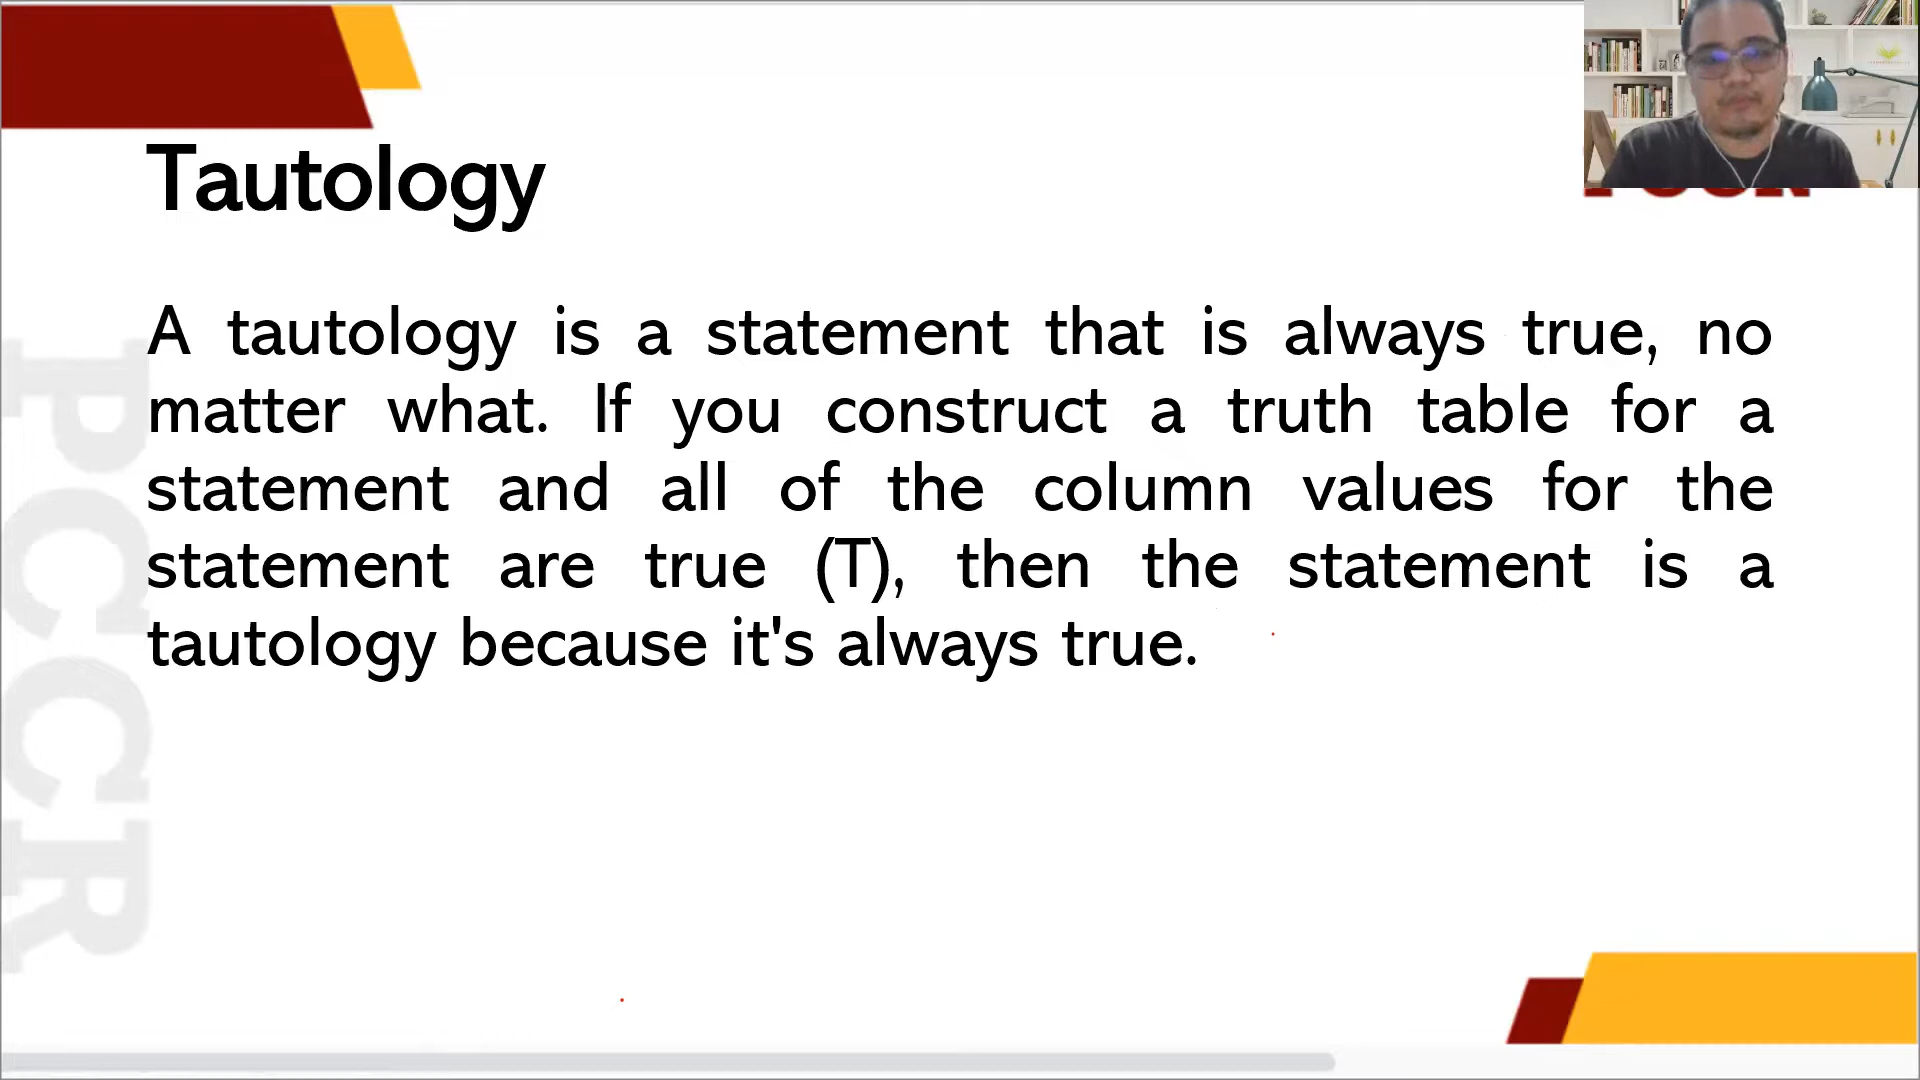 Tautology
A tautology is a statement that is always true, no
matter what. If you construct a truth table for a
statement and all of the column values for the
statement are true (T), then the statement is a
tautology because it's always true.
PCCR